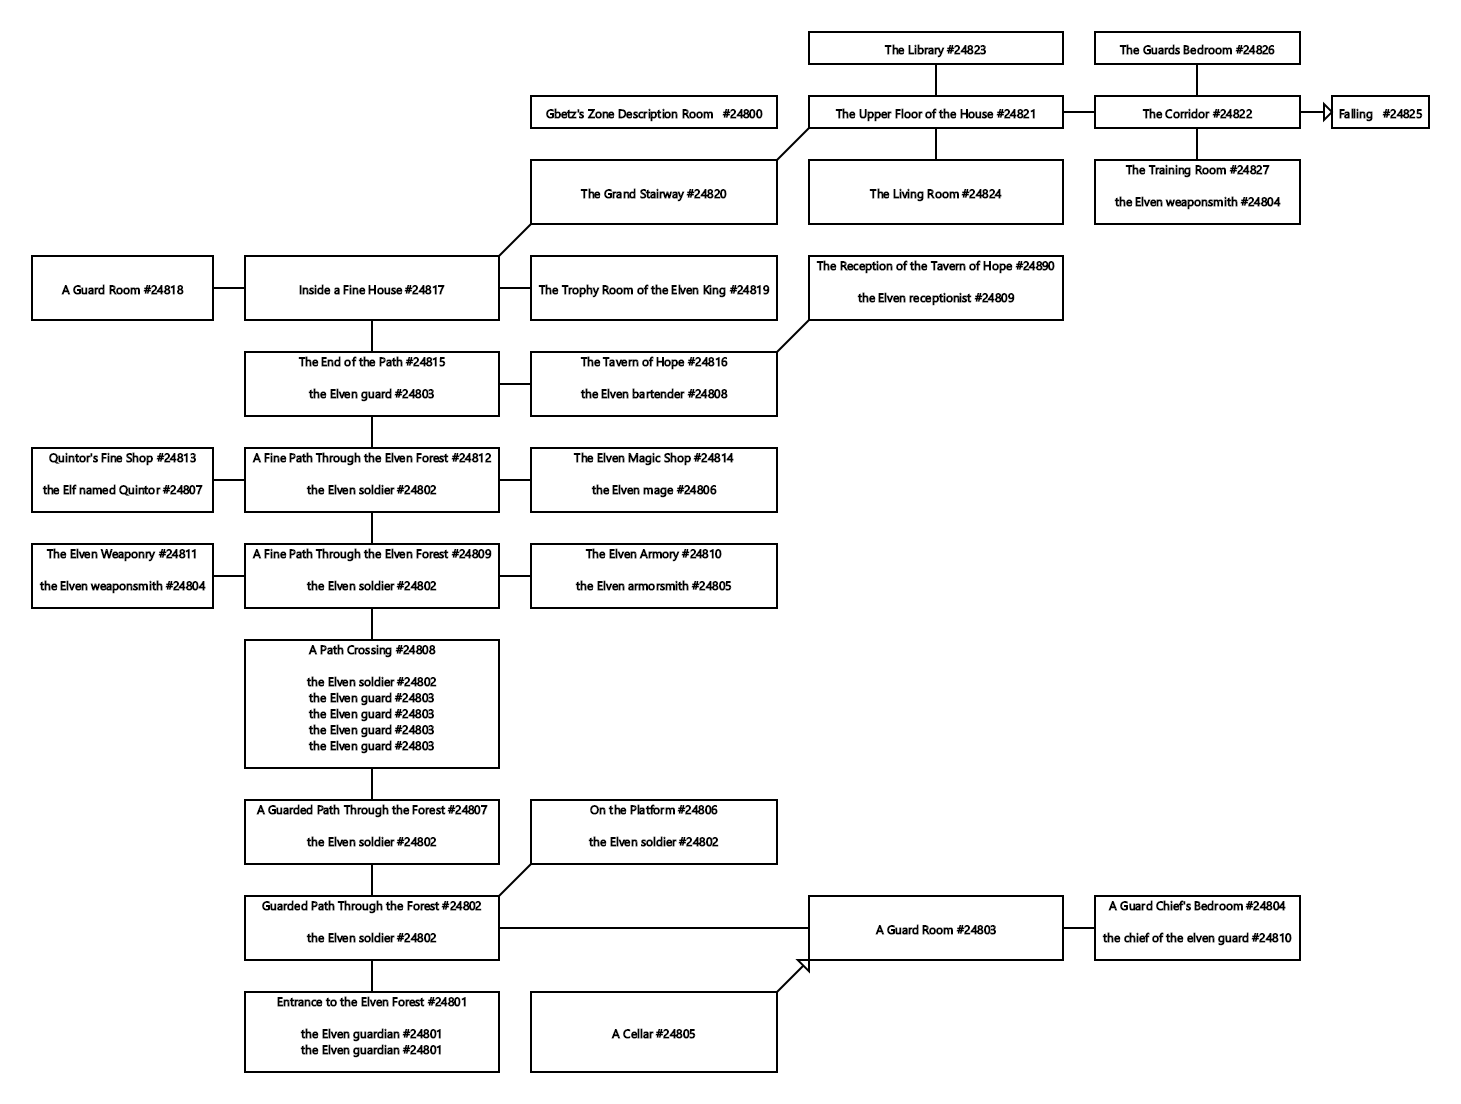 The Library #24823
The Guards Bedroom #24826
Gbetz's Zone Description Room #24800
The Upper Floor of the House #24821
The Corridor #24822
Falling #24825
The Grand Stairway #24820
The Living Room #24824
The Training Room #24827
the Elven weaponsmith #24804
A Guard Room #24818
Inside a Fine House #24817
The Trophy Room of the Elven King #24819
The Reception of the Tavern of Hope #24890
the Elven receptionist #24809
The End of the Path #24815
the Elven guard #24803
The Tavern of Hope #24816
the Elven bartender #24808
Quintor's Fine Shop #24813
the Elf named Quintor #24807
A Fine Path Through the Elven Forest #24812
the Elven soldier #24802
The Elven Magic Shop #24814
the Elven mage #24806
The Elven Weaponry #24811
the Elven weaponsmith #24804
A Fine Path Through the Elven Forest #24809
the Elven soldier #24802
The Elven Armory #24810
the Elven armorsmith #24805
A Path Crossing #24808
the Elven soldier #24802
the Elven guard #24803
the Elven guard #24803
the Elven guard #24803
the Elven guard #24803
A Guarded Path Through the Forest #24807
the Elven soldier #24802
On the Platform #24806
the Elven soldier #24802
Guarded Path Through the Forest #24802
the Elven soldier #24802
A Guard Room #24803
A Guard Chief's Bedroom #24804
the chief of the elven guard #24810
Entrance to the Elven Forest #24801
the Elven guardian #24801
the Elven guardian #24801
A Cellar #24805